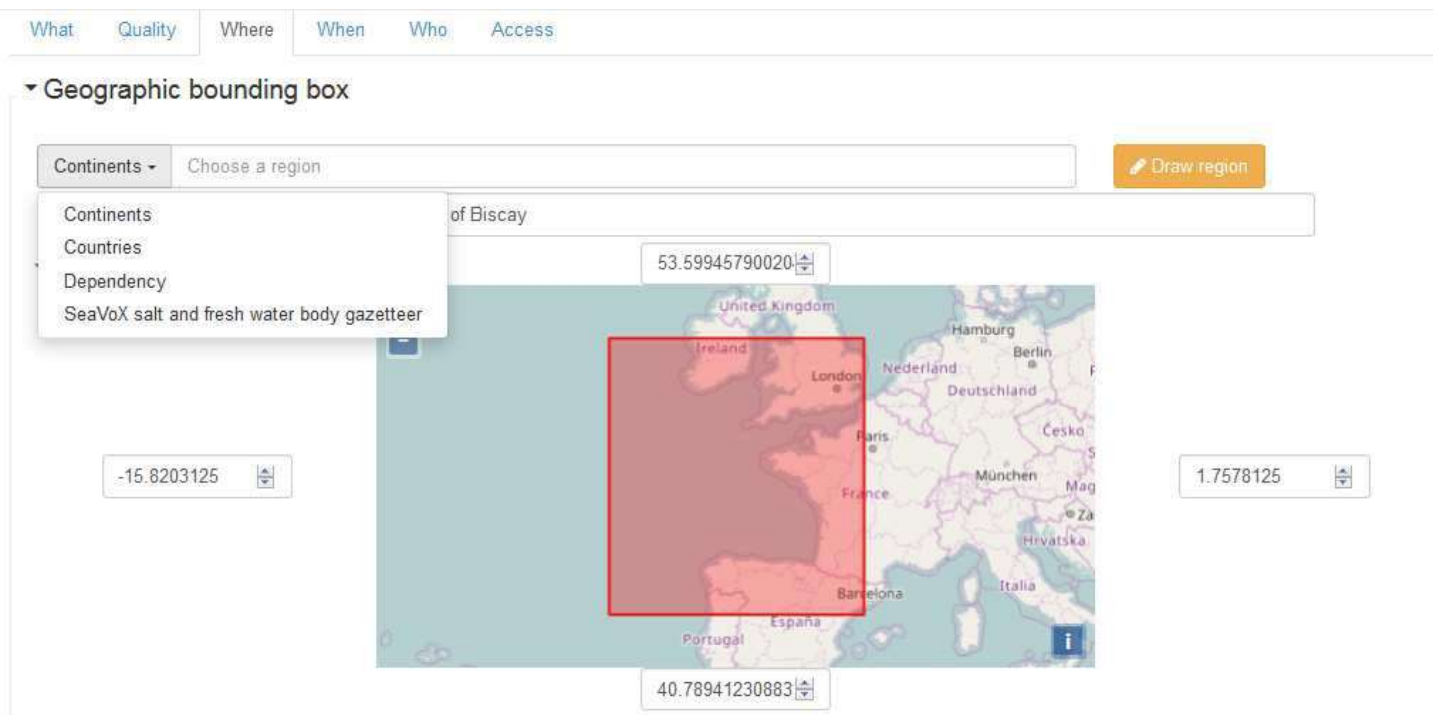 What Quality Where When Who Access
Geographic bounding box
Continents Choose a region Draw region
Continents
of Biscay
Countries
Dependency
SeaVoX salt and fresh water body gazetteer
53.59945790020
United Kingdom
Hamburg
Ireland
Berlin
Nederland
London
Deutschland
Paris
Česko
-15.8203125
München
1.7578125
Mag
France
Za
Hrvatska
Italia
Barcelona
España
Portugal
i
40.78941230883